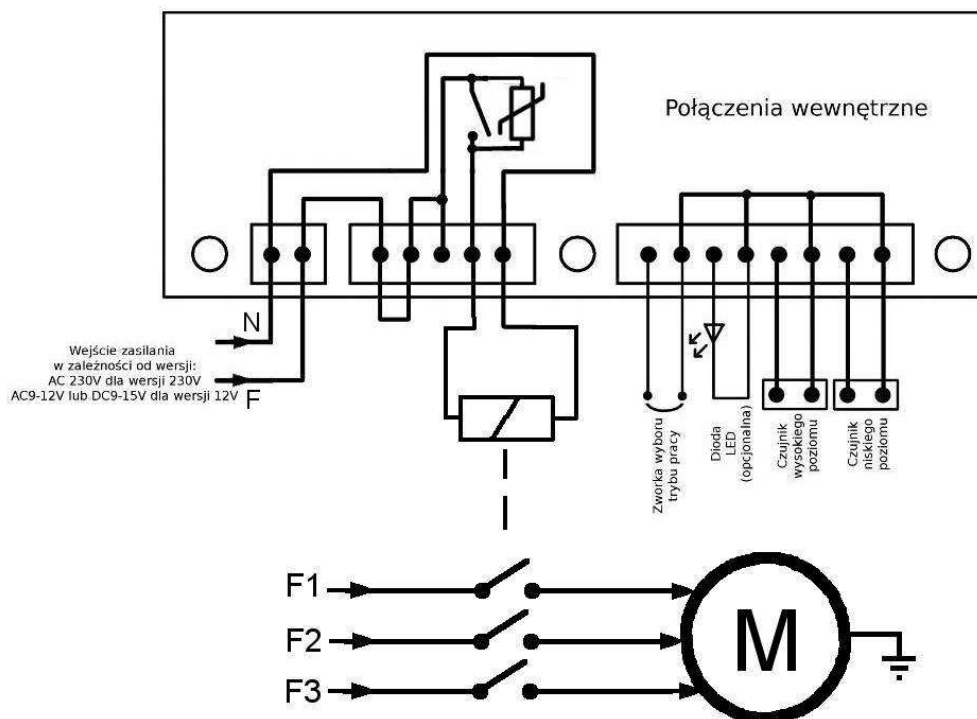 Połączenia wewnętrzne
N
Wejście zasilania
w zależności od wersji:
AC 230V dla wersji 230V
AC9-12V lub DC9-15V dla wersji 12V
F
Zworka wyboru
trybu pracy
Dioda
LED
(opcjonalna)
Czujnik
wysokiego
poziomu
Czujnik
niskiego
poziomu
F1
F2
F3
M